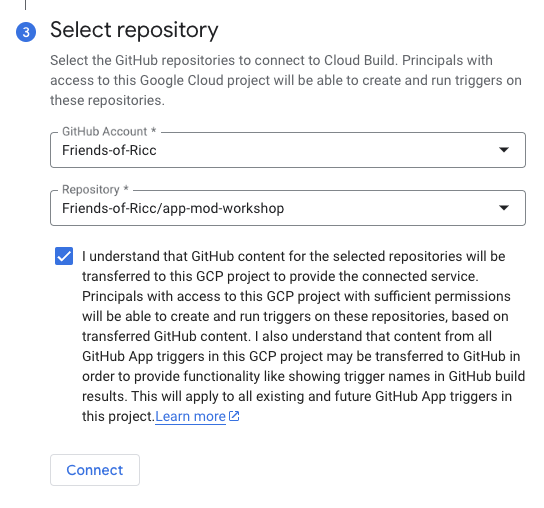 3 Select repository
Select the GitHub repositories to connect to Cloud Build. Principals with
access to this Google Cloud project will be able to create and run triggers on
these repositories.
GitHub Account *
Friends-of-Ricc
Repository *
Friends-of-Ricc/app-mod-workshop
I understand that GitHub content for the selected repositories will be
transferred to this GCP project to provide the connected service.
Principals with access to this GCP project with sufficient permissions
will be able to create and run triggers on these repositories, based on
transferred GitHub content. I also understand that content from all
GitHub App triggers in this GCP project may be transferred to GitHub in
order to provide functionality like showing trigger names in GitHub build
results. This will apply to all existing and future GitHub App triggers in
this project.Learn more
Connect